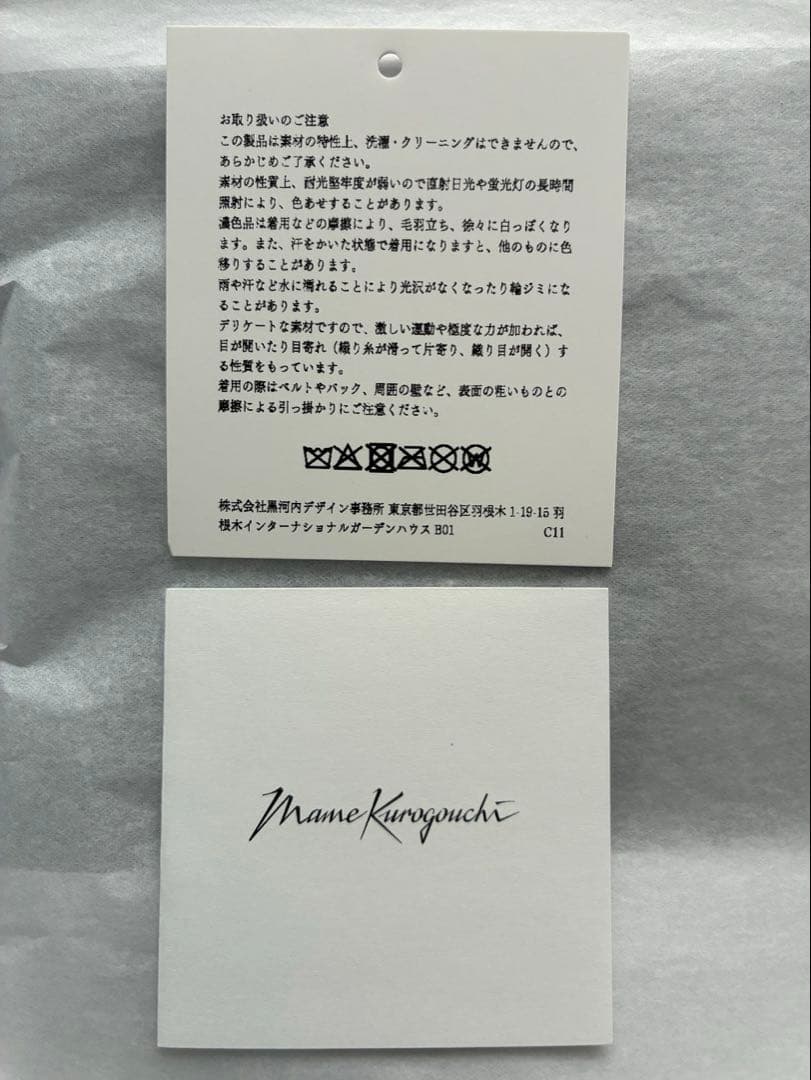 お取り扱いのご注意
この製品は素材の特性上、洗濯・クリーニングはできませんので、
あらかじめご了承ください。
素材の性質上、耐光堅牢度が弱いので直射日光や蛍光灯の長時間
照射により、色あせすることがあります。
濃色品は着用などの摩擦により、毛羽立ち、徐々に白っぽくなり
ます。また、汗をかいた状態で着用になりますと、他のものに色
移りすることがあります。
雨や汗など水に濡れることにより光沢がなくなったり輪ジミにな
ることがあります。
デリケートな素材ですので、激しい運動や極度な力が加われば、
目が開いたり目寄れ（織り糸が滑って片寄り、織り目が開く）す
る性質をもっています。
着用の際はベルトやバック、周囲の壁など、表面の粗いものとの
摩擦による引っ掛かりにご注意ください。
W
株式会社黒河内デザイン事務所 東京都世田谷区羽根木 1-19-15 羽
根木インターナショナルガーデンハウス B01
C11
Mame Kurogouchi